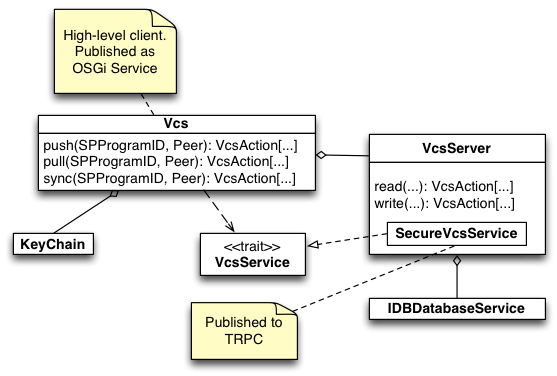 High-level client.
Published as
OSGi Service
Vcs
push(SPProgramID, Peer): VcsAction[...]
pull(SPProgramID, Peer): VcsAction[...]
sync(SPProgramID, Peer): VcsAction[...]
VcsServer
read(...): VcsAction[...]
write(...): VcsAction[...]
SecureVcsService
KeyChain
<<trait>>
VcsService
IDBDatabaseService
Published to
TRPC